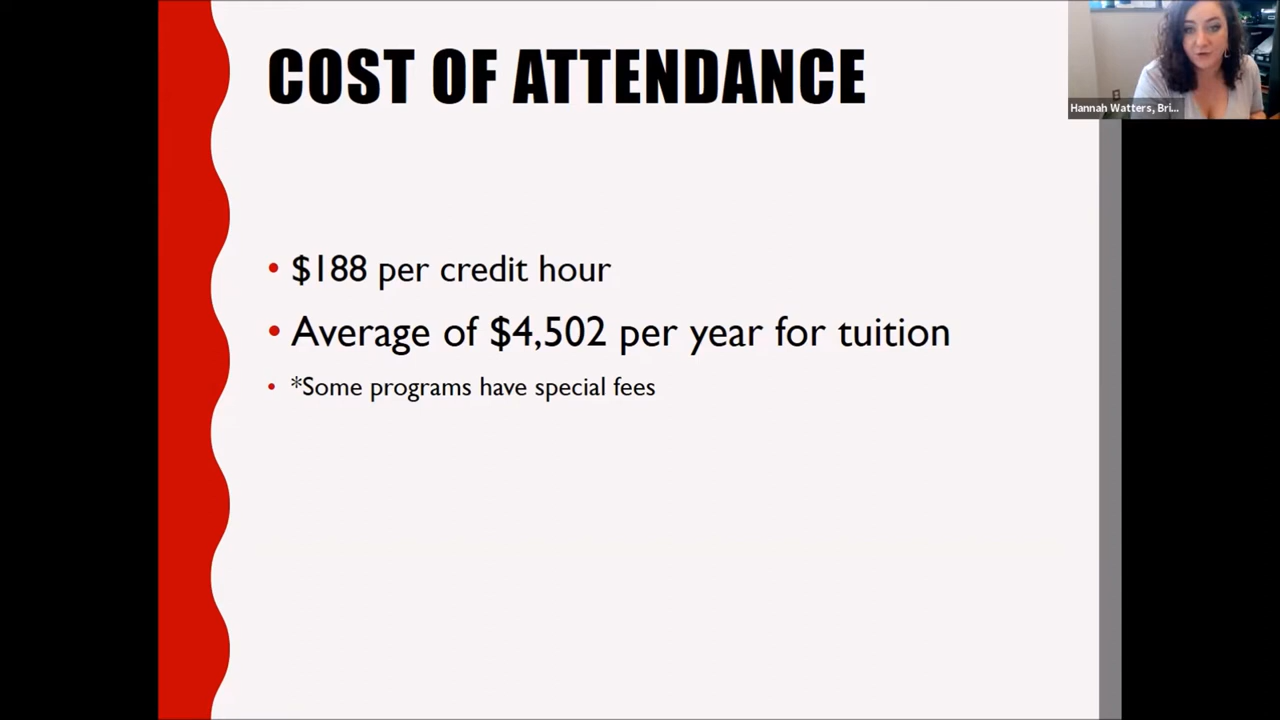 COST OF ATTENDANCE
Hannah Watters, Bri...
• $188 per credit hour
• Average of $4,502 per year for tuition
• *Some programs have special fees